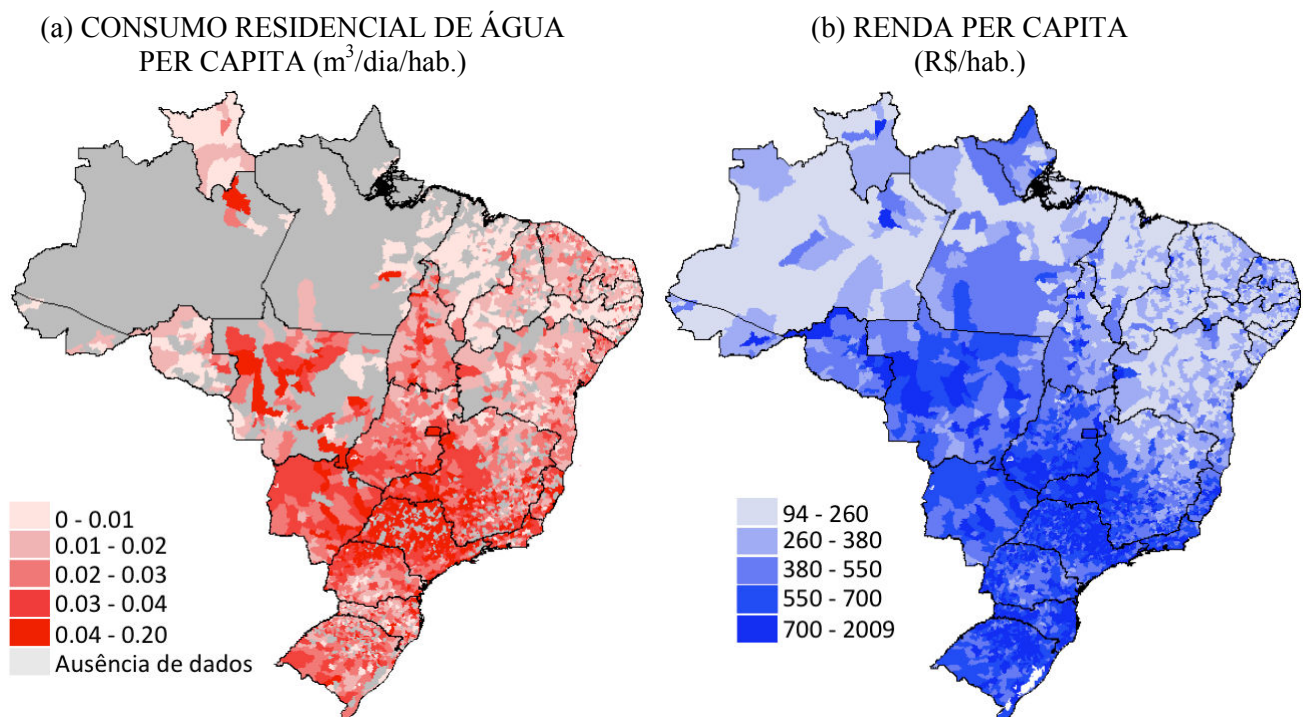 (a) CONSUMO RESIDENCIAL DE ÁGUA
PER CAPITA (m³/dia/hab.)
0 - 0.01
0.01 - 0.02
0.02 - 0.03
0.03 - 0.04
0.04 - 0.20
Ausência de dados
(b) RENDA PER CAPITA
(R$/hab.)
94 - 260
260 - 380
380 - 550
550 - 700
700 - 2009